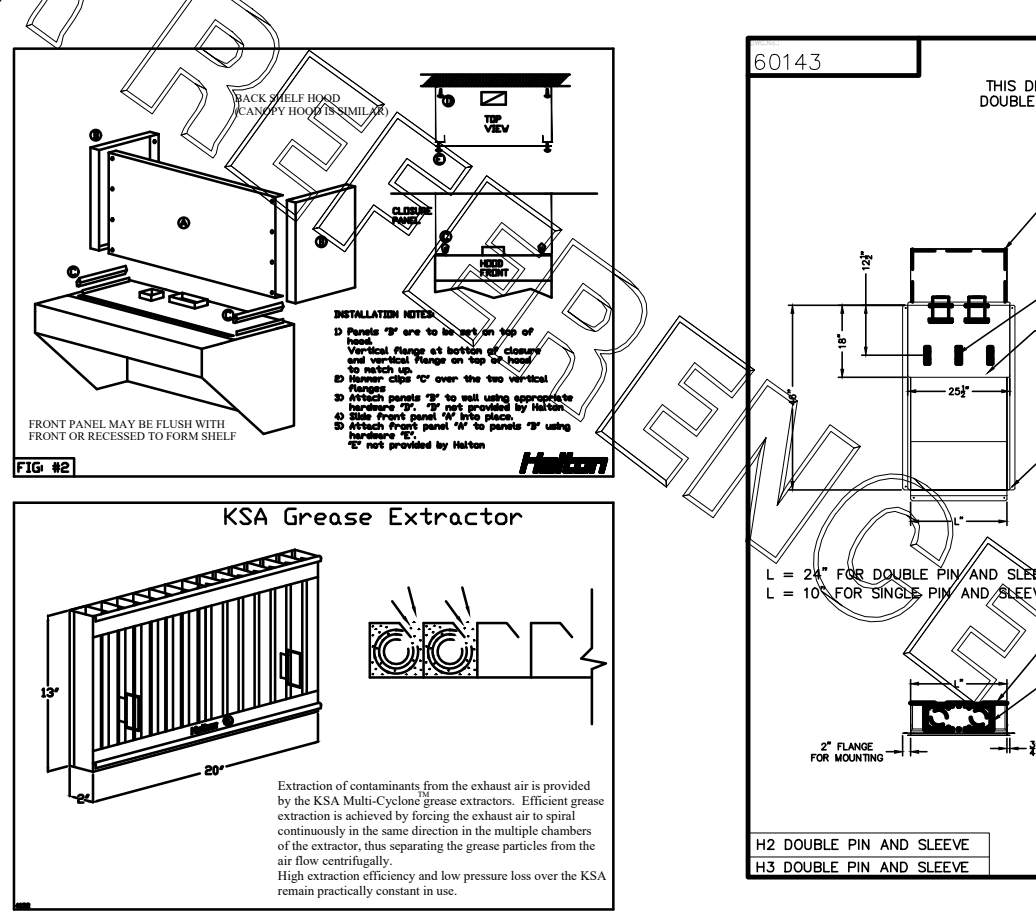 BACK SHELF HOOD
(CANOPY HOOD IS SIMILAR)
D
TOP
VIEW
E
B
A
B
CLOSURE
PANEL
C
HOOD
FRONT
C
C
INSTALLATION NOTES:
1) Panels "B" are to be set on top of
hood.
Vertical flange at bottom of closure
and vertical flange on top of hood
to match up.
2) Hammer clips "C" over the two vertical
flanges
3) Attach panels "B" to wall using appropriate
hardware "D". "D" not provided by Halton
4) Slide front panel "A" into place.
5) Attach front panel "A" to panels "B" using
hardware "E".
"E" not provided by Halton
FRONT PANEL MAY BE FLUSH WITH
FRONT OR RECESSED TO FORM SHELF
FIG: #2
Halton
KSA Grease Extractor
13"
Halton
20"
2"
Extraction of contaminants from the exhaust air is provided
by the KSA Multi-Cyclone™ grease extractors. Efficient grease
extraction is achieved by forcing the exhaust air to spiral
continuously in the same direction in the multiple chambers
of the extractor, thus separating the grease particles from the
air flow centrifugally.
High extraction efficiency and low pressure loss over the KSA
remain practically constant in use.
60143
THIS
DOUBLE
12½"
18"
25½"
L"
L = 24" FOR DOUBLE PIN AND
L = 10" FOR SINGLE PIN AND
L"
2" FLANGE
FOR MOUNTING
H2 DOUBLE PIN AND SLEEVE
H3 DOUBLE PIN AND SLEEVE
REFERENCE